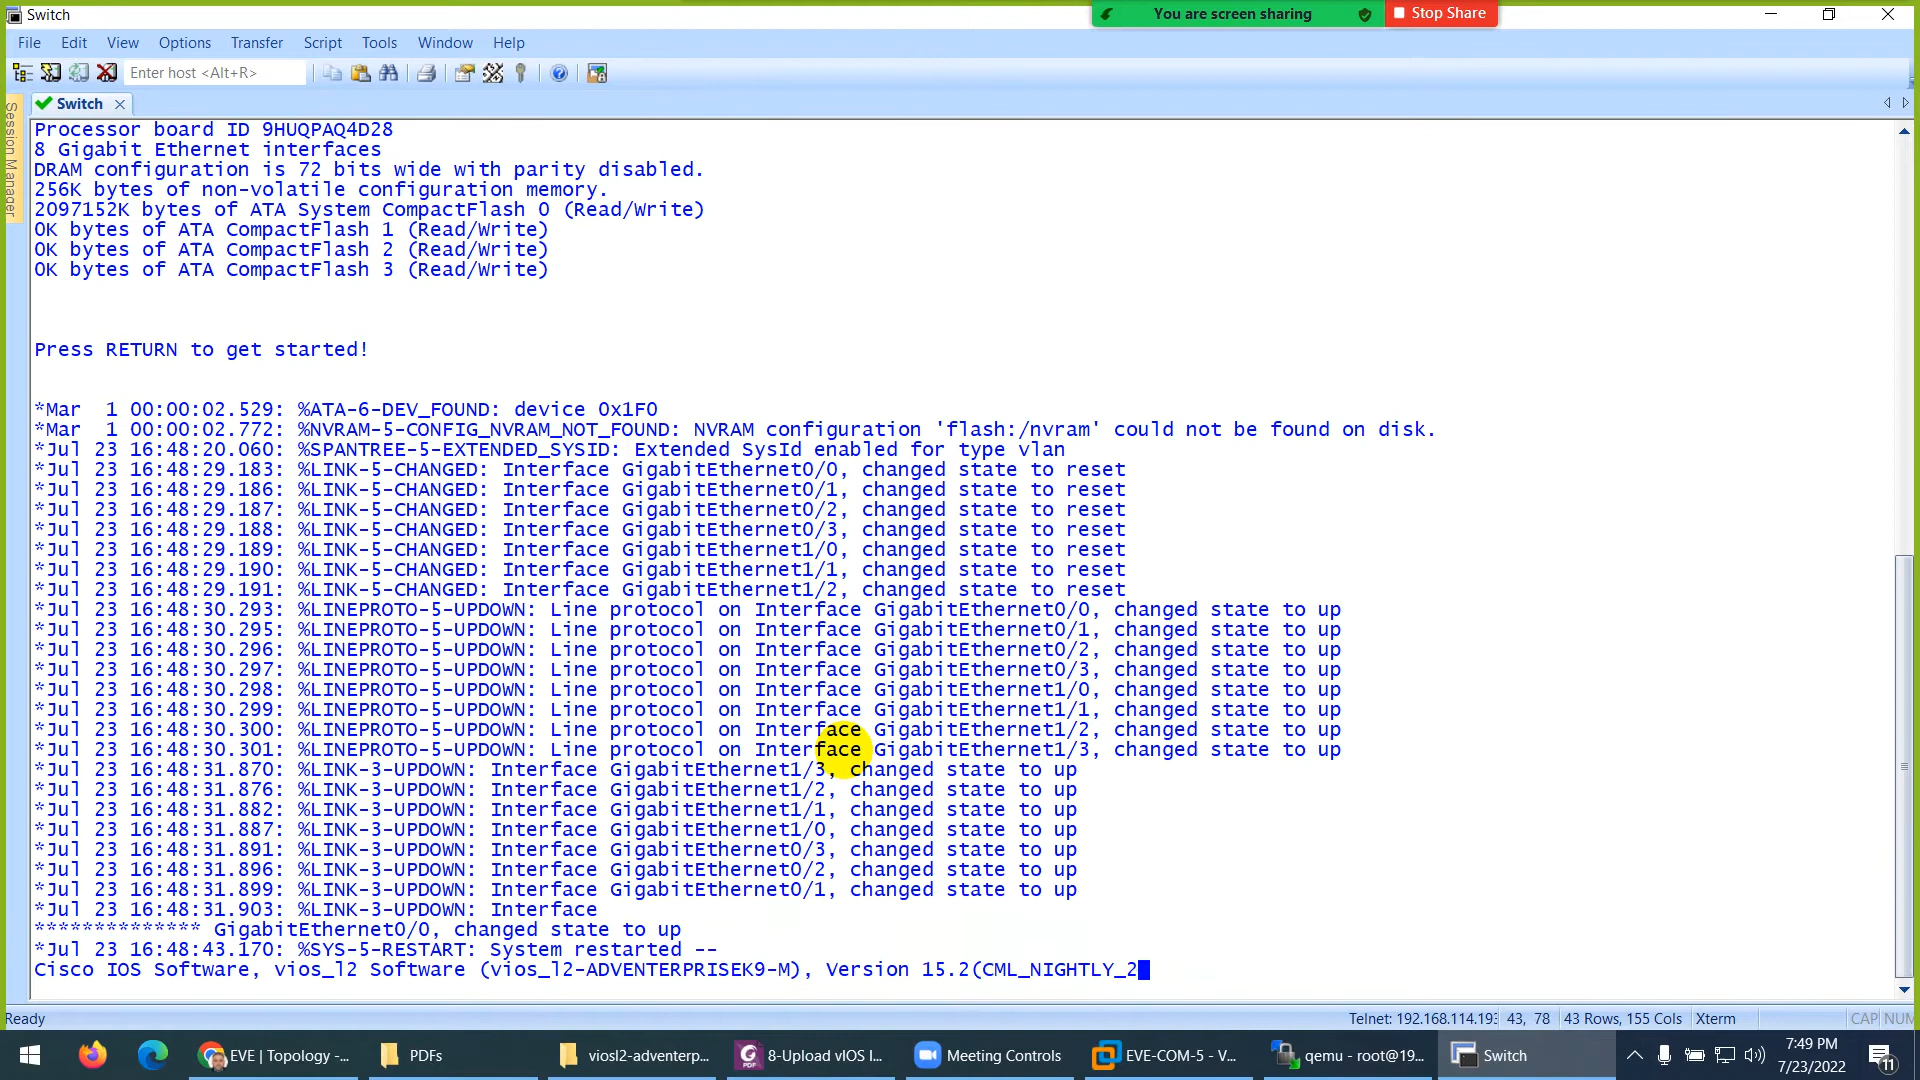 Switch
You are screen sharing
Stop Share
File Edit View Options Transfer Script Tools Window Help
Enter host <Alt+R>
Session Manager
Switch
Processor board ID 9HUQPAQ4D28
8 Gigabit Ethernet interfaces
DRAM configuration is 72 bits wide with parity disabled.
256K bytes of non-volatile configuration memory.
2097152K bytes of ATA System CompactFlash 0 (Read/Write)
0K bytes of ATA CompactFlash 1 (Read/Write)
0K bytes of ATA CompactFlash 2 (Read/Write)
0K bytes of ATA CompactFlash 3 (Read/Write)
Press RETURN to get started!
*Mar  1 00:00:02.529: %ATA-6-DEV_FOUND: device 0x1F0
*Mar  1 00:00:02.772: %NVRAM-5-CONFIG_NVRAM_NOT_FOUND: NVRAM configuration 'flash:/nvram' could not be found on disk.
*Jul 23 16:48:20.060: %SPANTREE-5-EXTENDED_SYSID: Extended SysId enabled for type vlan
*Jul 23 16:48:29.183: %LINK-5-CHANGED: Interface GigabitEthernet0/0, changed state to reset
*Jul 23 16:48:29.186: %LINK-5-CHANGED: Interface GigabitEthernet0/1, changed state to reset
*Jul 23 16:48:29.187: %LINK-5-CHANGED: Interface GigabitEthernet0/2, changed state to reset
*Jul 23 16:48:29.188: %LINK-5-CHANGED: Interface GigabitEthernet0/3, changed state to reset
*Jul 23 16:48:29.189: %LINK-5-CHANGED: Interface GigabitEthernet1/0, changed state to reset
*Jul 23 16:48:29.190: %LINK-5-CHANGED: Interface GigabitEthernet1/1, changed state to reset
*Jul 23 16:48:29.191: %LINK-5-CHANGED: Interface GigabitEthernet1/2, changed state to reset
*Jul 23 16:48:30.293: %LINEPROTO-5-UPDOWN: Line protocol on Interface GigabitEthernet0/0, changed state to up
*Jul 23 16:48:30.295: %LINEPROTO-5-UPDOWN: Line protocol on Interface GigabitEthernet0/1, changed state to up
*Jul 23 16:48:30.296: %LINEPROTO-5-UPDOWN: Line protocol on Interface GigabitEthernet0/2, changed state to up
*Jul 23 16:48:30.297: %LINEPROTO-5-UPDOWN: Line protocol on Interface GigabitEthernet0/3, changed state to up
*Jul 23 16:48:30.298: %LINEPROTO-5-UPDOWN: Line protocol on Interface GigabitEthernet1/0, changed state to up
*Jul 23 16:48:30.299: %LINEPROTO-5-UPDOWN: Line protocol on Interface GigabitEthernet1/1, changed state to up
*Jul 23 16:48:30.300: %LINEPROTO-5-UPDOWN: Line protocol on Interface GigabitEthernet1/2, changed state to up
*Jul 23 16:48:30.301: %LINEPROTO-5-UPDOWN: Line protocol on Interface GigabitEthernet1/3, changed state to up
*Jul 23 16:48:31.870: %LINK-3-UPDOWN: Interface GigabitEthernet1/3, changed state to up
*Jul 23 16:48:31.876: %LINK-3-UPDOWN: Interface GigabitEthernet1/2, changed state to up
*Jul 23 16:48:31.882: %LINK-3-UPDOWN: Interface GigabitEthernet1/1, changed state to up
*Jul 23 16:48:31.887: %LINK-3-UPDOWN: Interface GigabitEthernet1/0, changed state to up
*Jul 23 16:48:31.891: %LINK-3-UPDOWN: Interface GigabitEthernet0/3, changed state to up
*Jul 23 16:48:31.896: %LINK-3-UPDOWN: Interface GigabitEthernet0/2, changed state to up
*Jul 23 16:48:31.899: %LINK-3-UPDOWN: Interface GigabitEthernet0/1, changed state to up
*Jul 23 16:48:31.903: %LINK-3-UPDOWN: Interface
************** GigabitEthernet0/0, changed state to up
*Jul 23 16:48:43.170: %SYS-5-RESTART: System restarted --
Cisco IOS Software, vios_l2 Software (vios_l2-ADVENTERPRISEK9-M), Version 15.2(CML_NIGHTLY_2
Ready
Telnet: 192.168.114.193 43, 78 43 Rows, 155 Cols Xterm CAP NUM
EVE | Topology -... PDFs viosl2-adventerp... 8-Upload vIOS I... Meeting Controls EVE-COM-5 - V... qemu - root@19... Switch
7:49 PM
7/23/2022
11